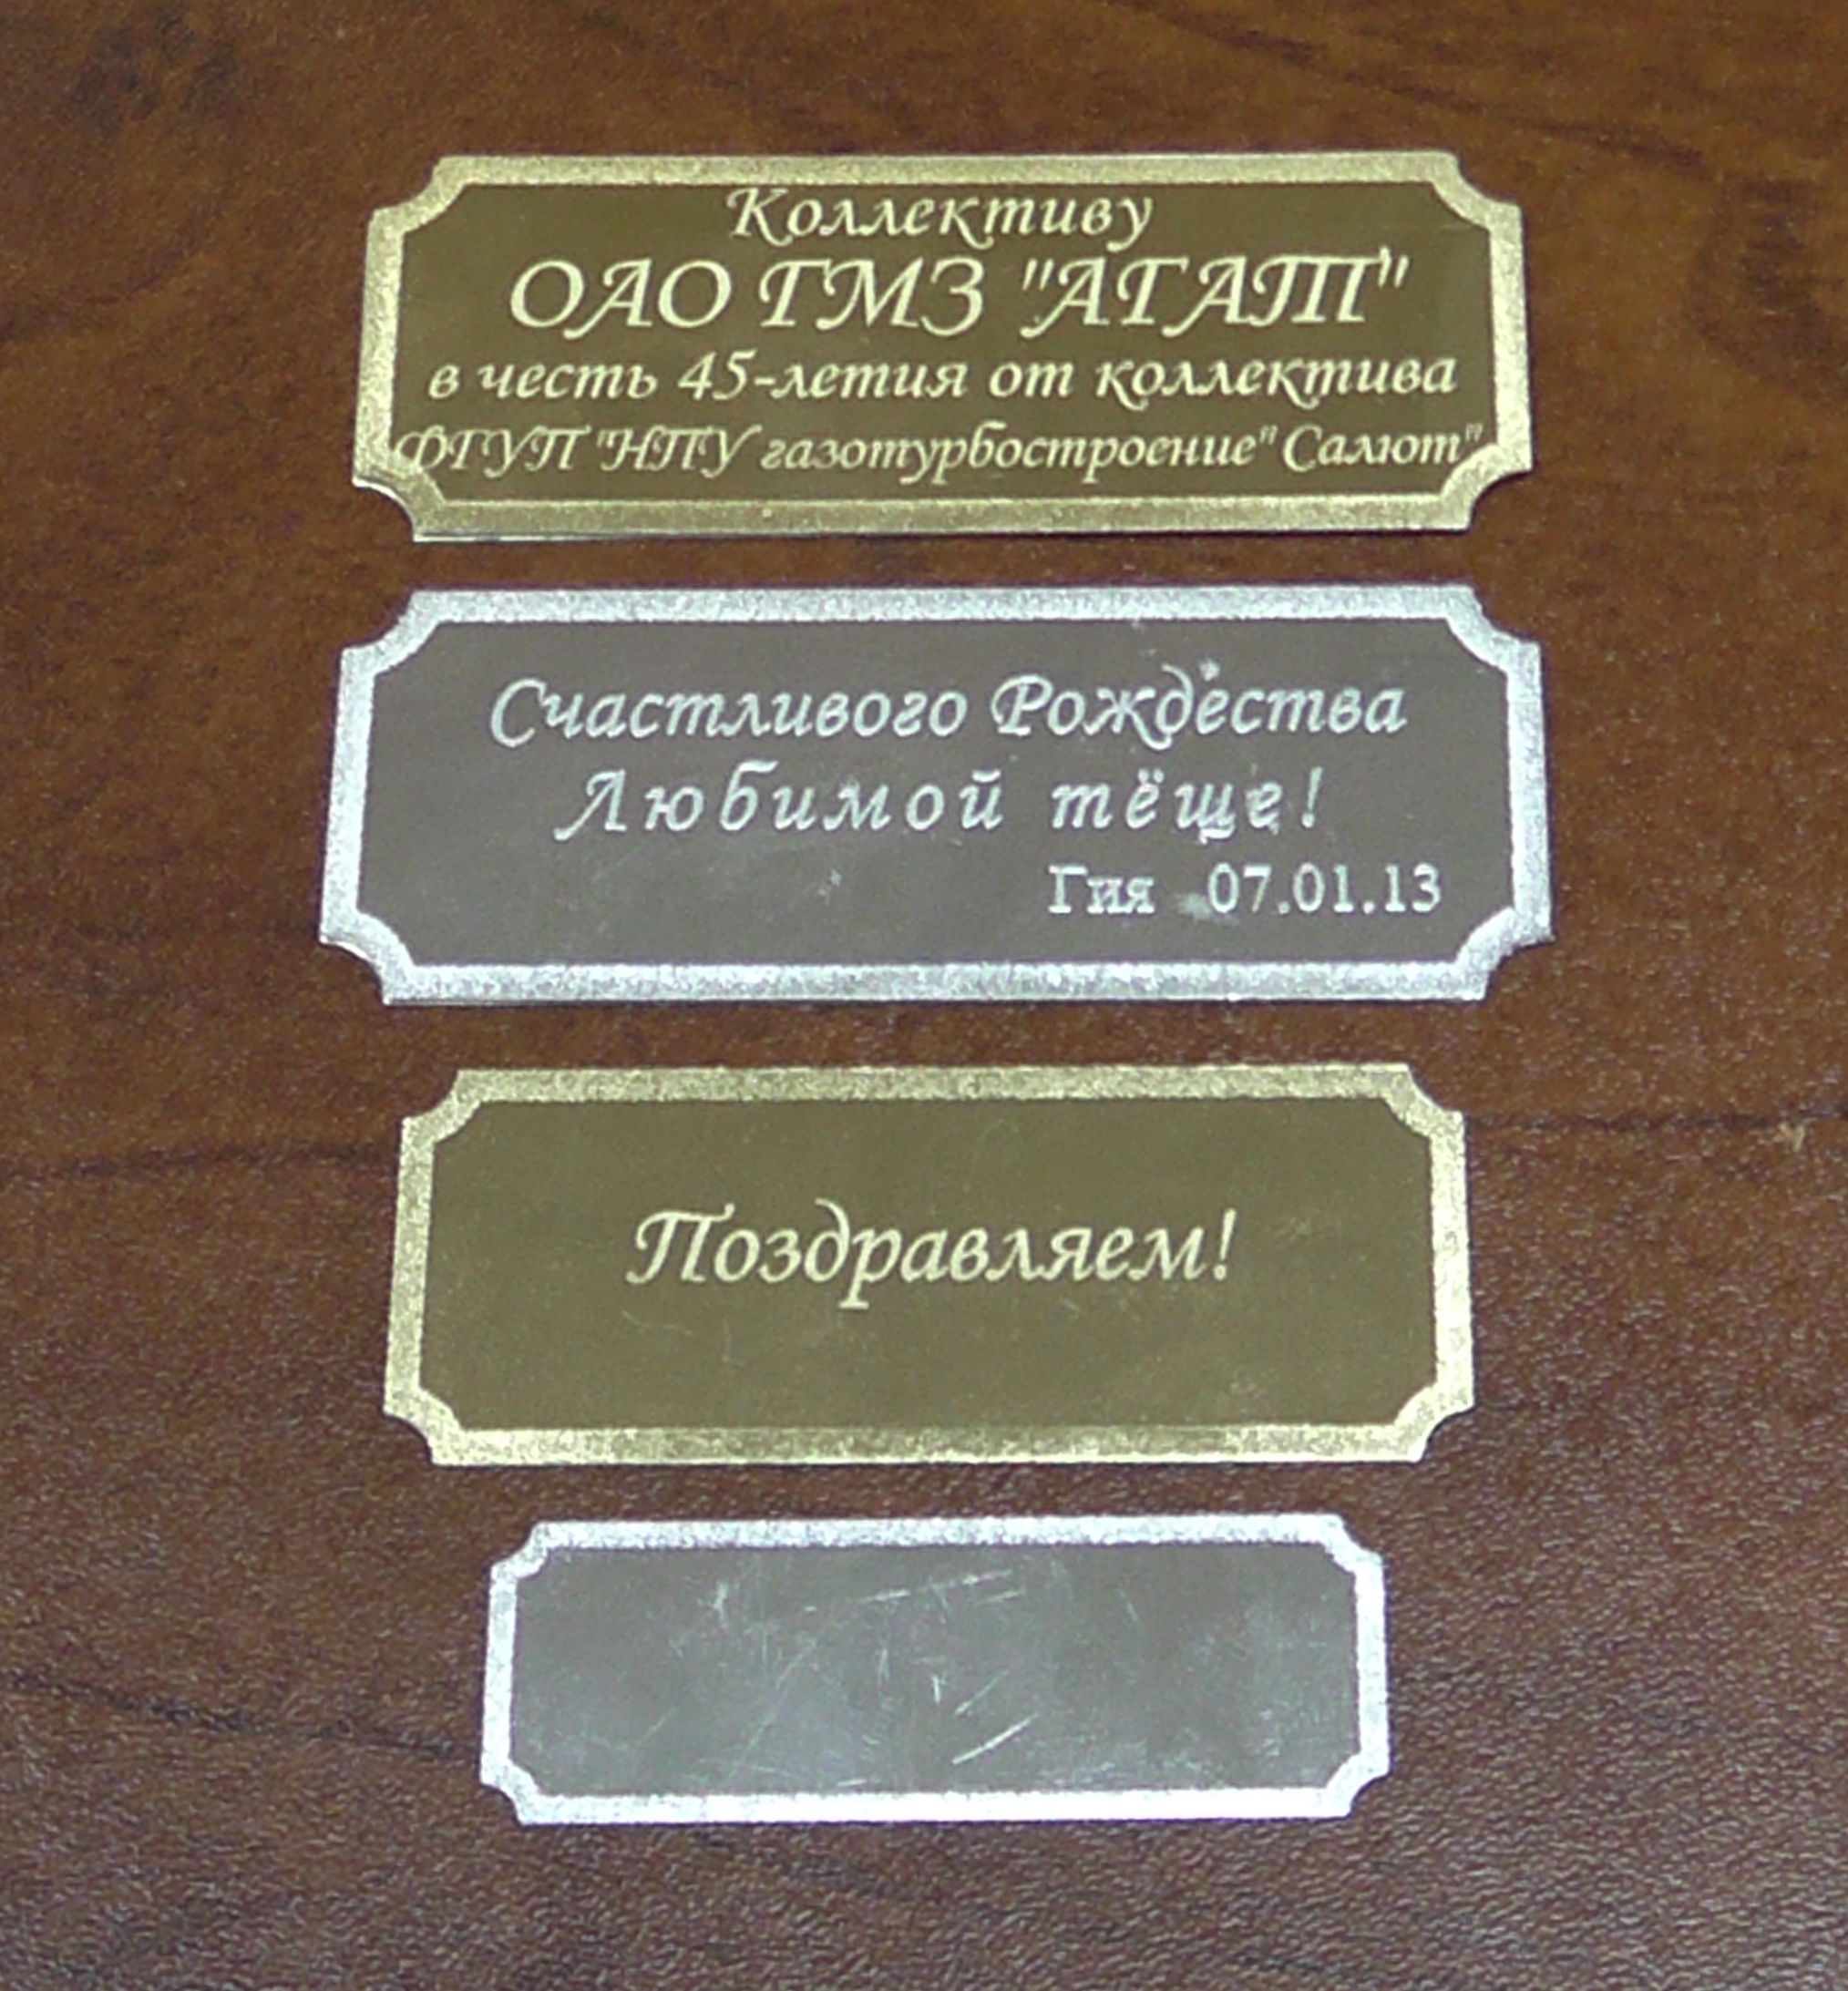 Коллективу
ОАО ГМЗ "АГАТ"
в честь 45-летия от коллектива
ФГУП "НПУ газотурбостроение" Салют"
Счастливого Рождества
Любимой тёще!
Гия 07.01.13
Поздравляем!